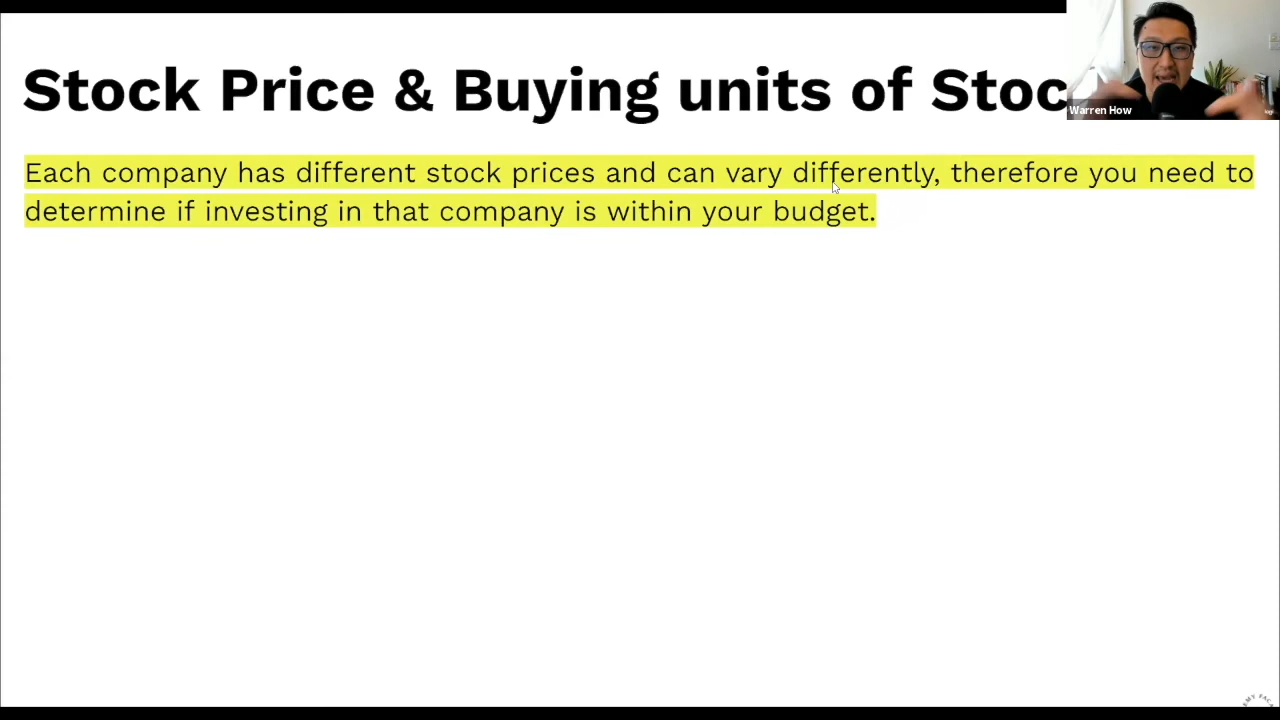 Stock Price & Buying units of Stoc
Warren How
Each company has different stock prices and can vary differently, therefore you need to
determine if investing in that company is within your budget.